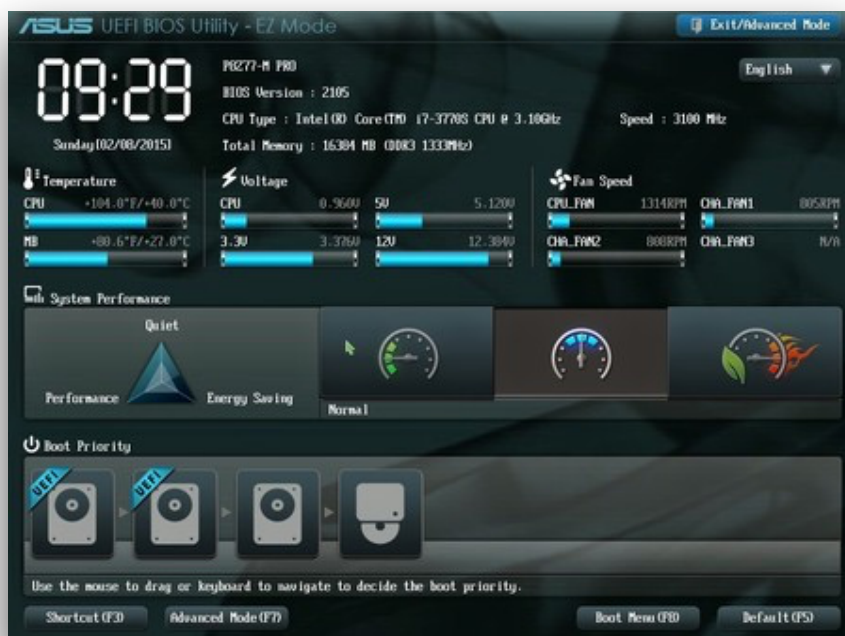 ASUS UEFI BIOS Utility - EZ Mode
Exit/Advanced Mode
09:29
Sunday[02/08/2015]
P8Z77-M PRO
BIOS Version : 2105
CPU Type : Intel(R) Core(TM) i7-3770S CPU @ 3.10GHz
Speed : 3100 MHz
Total Memory : 16384 MB (DDR3 1333MHz)
English
Temperature
CPU +104.0°F/+40.0°C
MB +80.6°F/+27.0°C
Voltage
CPU 0.960V 5V 5.120V
3.3V 3.376V 12V 12.384V
Fan Speed
CPU_FAN 1314RPM CHA_FAN1 805RPM
CHA_FAN2 808RPM CHA_FAN3 N/A
System Performance
Quiet
Performance
Energy Saving
Normal
Boot Priority
UEFI
UEFI
Use the mouse to drag or keyboard to navigate to decide the boot priority.
Shortcut(F3)
Advanced Mode(F7)
Boot Menu(F8)
Default(F5)